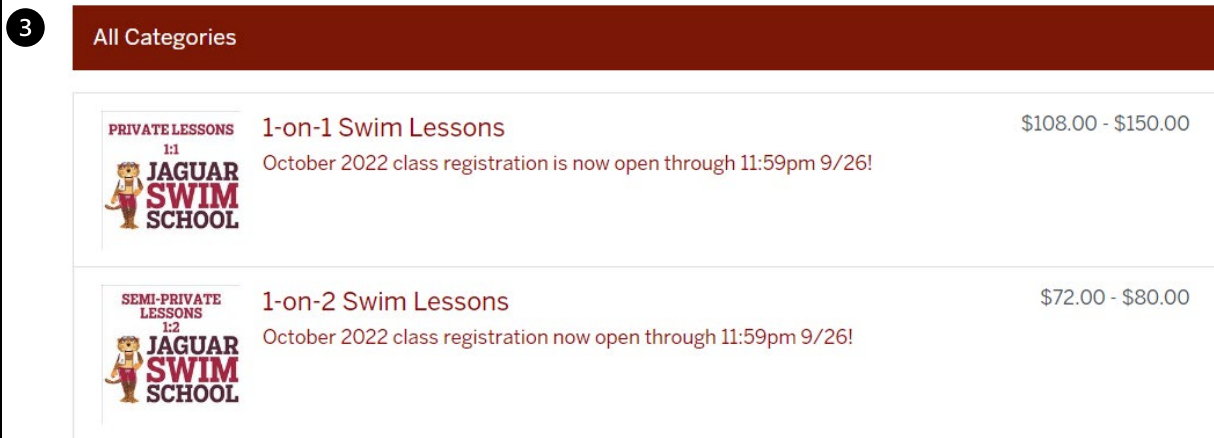 3
All Categories
PRIVATE LESSONS
1:1
JAGUAR
SWIM
SCHOOL
1-on-1 Swim Lessons
October 2022 class registration is now open through 11:59pm 9/26!
$108.00 - $150.00
SEMI-PRIVATE
LESSONS
1:2
JAGUAR
SWIM
SCHOOL
1-on-2 Swim Lessons
October 2022 class registration now open through 11:59pm 9/26!
$72.00 - $80.00